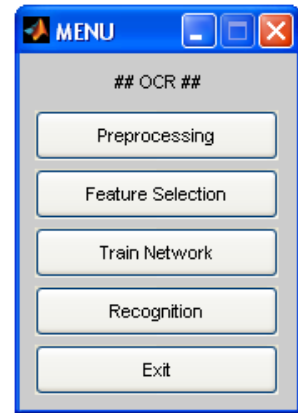 MENU
## OCR ##
Preprocessing
Feature Selection
Train Network
Recognition
Exit